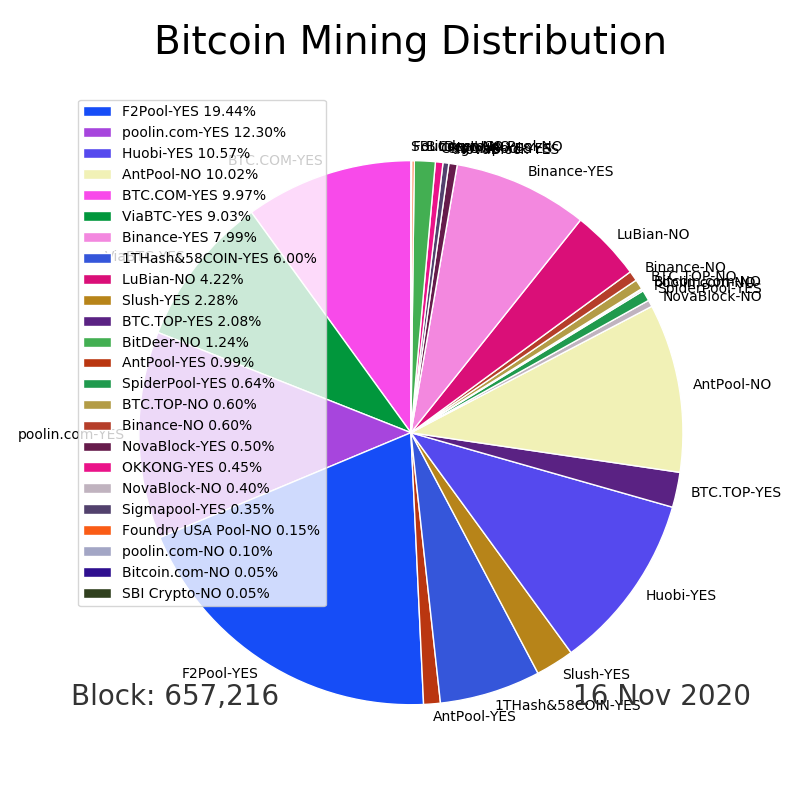 Bitcoin Mining Distribution
F2Pool-YES 19.44%
poolin.com-YES 12.30%
Huobi-YES 10.57%
AntPool-NO 10.02%
BTC.COM-YES 9.97%
ViaBTC-YES 9.03%
Binance-YES 7.99%
1THash&58COIN-YES 6.00%
LuBian-NO 4.22%
Slush-YES 2.28%
BTC.TOP-YES 2.08%
BitDeer-NO 1.24%
AntPool-YES 0.99%
SpiderPool-YES 0.64%
BTC.TOP-NO 0.60%
Binance-NO 0.60%
NovaBlock-YES 0.50%
OKKONG-YES 0.45%
NovaBlock-NO 0.40%
Sigmapool-YES 0.35%
Foundry USA Pool-NO 0.15%
poolin.com-NO 0.10%
Bitcoin.com-NO 0.05%
SBI Crypto-NO 0.05%
BTC.COM-YES
poolin.com-YES
F2Pool-YES
AntPool-YES
1THash&58COIN-YES
Slush-YES
Huobi-YES
BTC.TOP-YES
AntPool-NO
NovaBlock-NO
SpiderPool-YES
BTC.TOP-NO
Binance-NO
LuBian-NO
Binance-YES
Block: 657,216
16 Nov 2020